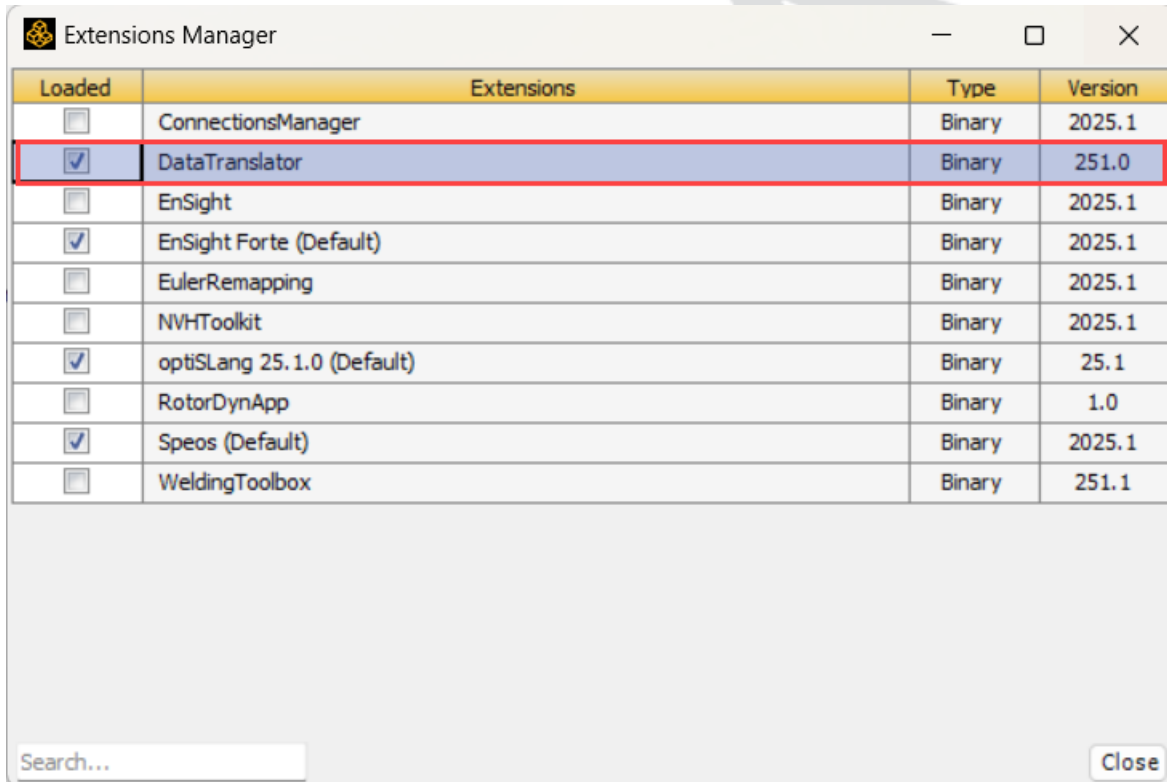 Extensions Manager
Loaded Extensions Type Version
ConnectionsManager Binary 2025.1
DataTranslator Binary 251.0
EnSight Binary 2025.1
EnSight Forte (Default) Binary 2025.1
EulerRemapping Binary 2025.1
NVHToolkit Binary 2025.1
optiSLang 25.1.0 (Default) Binary 25.1
RotorDynApp Binary 1.0
Speos (Default) Binary 2025.1
WeldingToolbox Binary 251.1
Search... Close